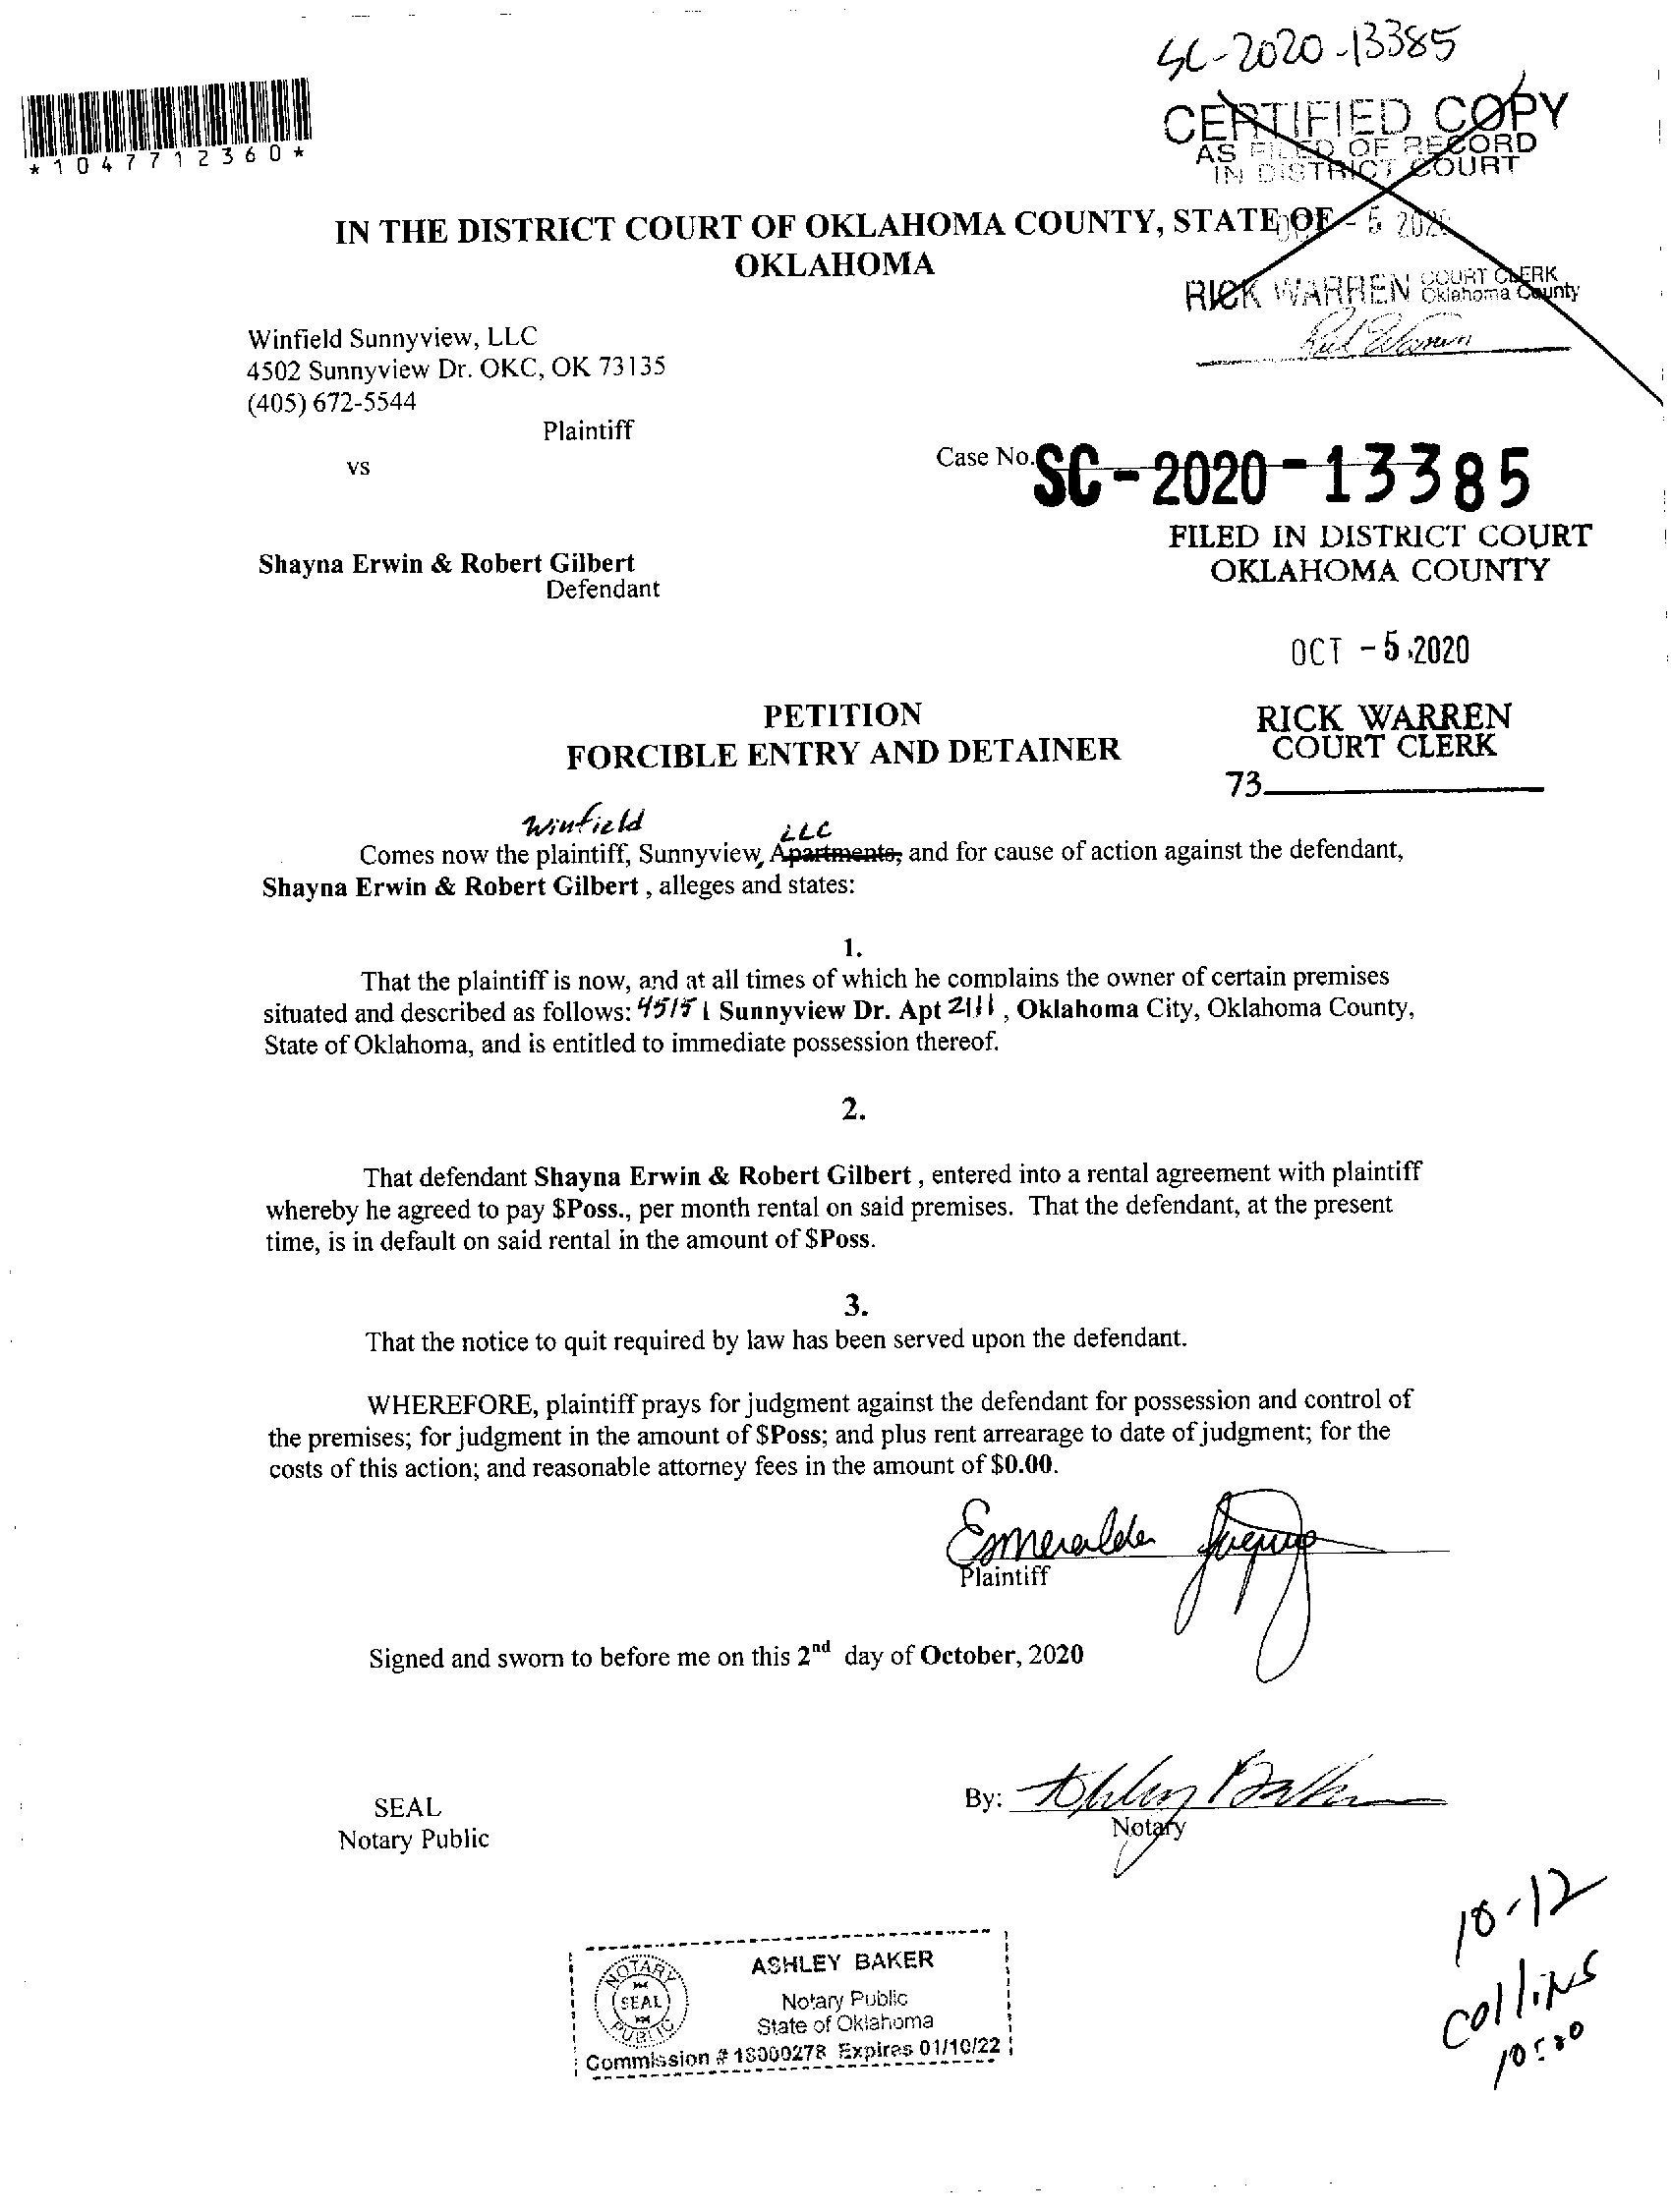 SC-2020-13385
*1047712360*
CERTIFIED COPY
AS FILED OF RECORD
IN DISTRICT COURT
IN THE DISTRICT COURT OF OKLAHOMA COUNTY, STATE OF
OKLAHOMA
- 5 2020
RICK WARREN COURT CLERK
Oklahoma County
Rick Warren
Winfield Sunnyview, LLC
4502 Sunnyview Dr. OKC, OK 73135
(405) 672-5544
Plaintiff
vs
Case No. SC-2020-13385
FILED IN DISTRICT COURT
OKLAHOMA COUNTY
Shayna Erwin & Robert Gilbert
Defendant
OCT - 5 2020
PETITION
FORCIBLE ENTRY AND DETAINER
RICK WARREN
COURT CLERK
73
Winfield LLC
Comes now the plaintiff, Sunnyview, Apartments, and for cause of action against the defendant,
Shayna Erwin & Robert Gilbert , alleges and states:
1.
That the plaintiff is now, and at all times of which he complains the owner of certain premises
situated and described as follows: Sunnyview Dr. Apt 2111 , Oklahoma City, Oklahoma County,
State of Oklahoma, and is entitled to immediate possession thereof.
2.
That defendant Shayna Erwin & Robert Gilbert , entered into a rental agreement with plaintiff
whereby he agreed to pay $Poss., per month rental on said premises. That the defendant, at the present
time, is in default on said rental in the amount of $Poss.
3.
That the notice to quit required by law has been served upon the defendant.
WHEREFORE, plaintiff prays for judgment against the defendant for possession and control of
the premises; for judgment in the amount of $Poss; and plus rent arrearage to date of judgment; for the
costs of this action; and reasonable attorney fees in the amount of $0.00.
Esmeralda
Plaintiff
Signed and sworn to before me on this 2nd day of October, 2020
By: Ashley Baker
SEAL
Notary
Notary Public
10-12
Collins
10:30
NOTARY
SEAL
PUBLIC
ASHLEY BAKER
Notary Public
State of Oklahoma
Commission # 18000278 Expires 01/10/22